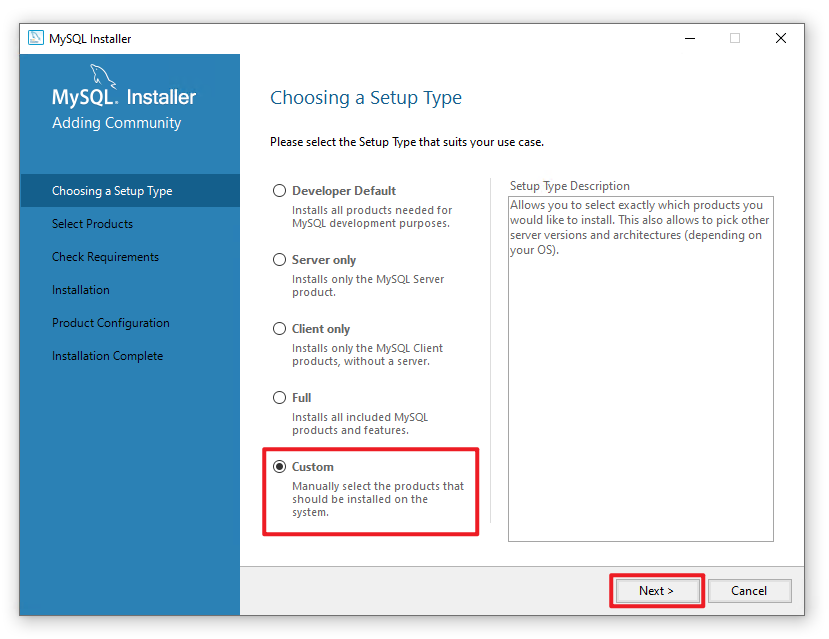 MySQL Installer
MySQL. Installer
Adding Community
Choosing a Setup Type
Select Products
Check Requirements
Installation
Product Configuration
Installation Complete
Choosing a Setup Type
Please select the Setup Type that suits your use case.
Developer Default
Installs all products needed for
MySQL development purposes.
Server only
Installs only the MySQL Server
product.
Client only
Installs only the MySQL Client
products, without a server.
Full
Installs all included MySQL
products and features.
Custom
Manually select the products that
should be installed on the
system.
Setup Type Description
Allows you to select exactly which products you
would like to install. This also allows to pick other
server versions and architectures (depending on
your OS).
Next >
Cancel